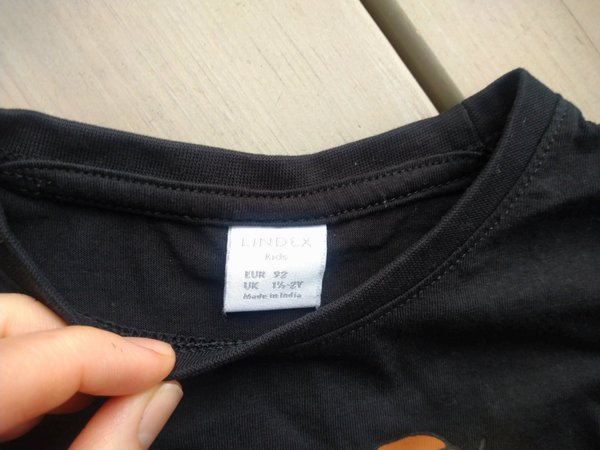 LINDEX
Kids
EUR 92
UK 1½-2Y
Made in India